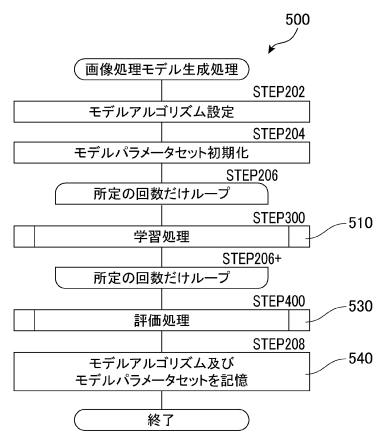 500
画像処理モデル生成処理
STEP202
モデルアルゴリズム設定
STEP204
モデルパラメータセット初期化
STEP206
所定の回数だけループ
STEP300
学習処理
510
STEP206+
所定の回数だけループ
STEP400
評価処理
530
STEP208
モデルアルゴリズム及び
モデルパラメータセットを記憶
540
終了